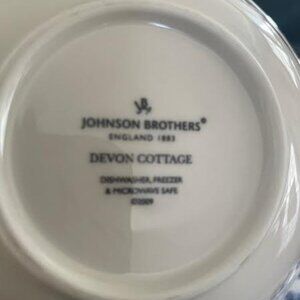 JOHNSON BROTHERS®
ENGLAND 1883
DEVON COTTAGE
DISHWASHER, FREEZER
& MICROWAVE SAFE
©2009